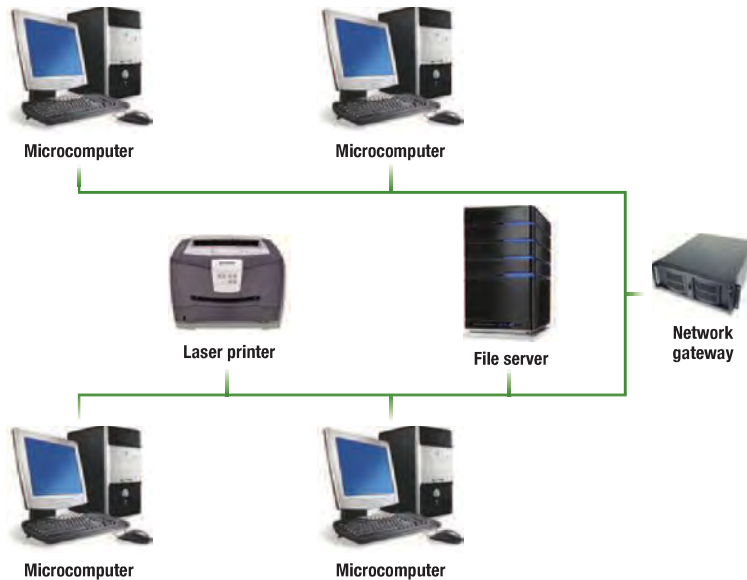 Microcomputer
Microcomputer
Laser printer
File server
Network
gateway
Microcomputer
Microcomputer